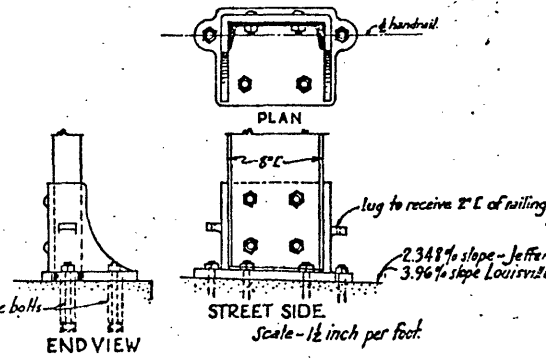 ℄ handrail.
PLAN
8"[
lug to receive 2"[ of railing
2.348% slope - Jeffer
3.96% slope Louisvill
e bolts
STREET SIDE
Scale - 1½ inch per foot.
END VIEW